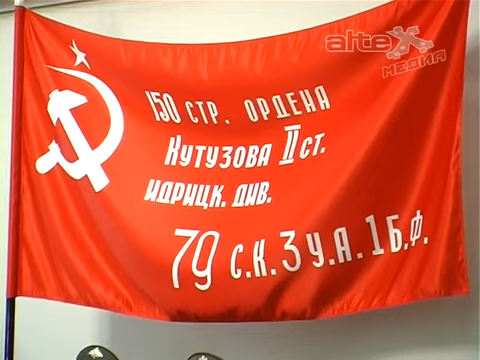 alteX
МЕДИА
150 СТР. ОРДЕНА
КУТУЗОВА II СТ.
ИДРИЦК. ДИВ.
79 С.К. 3 У.А. 1 Б.Ф.